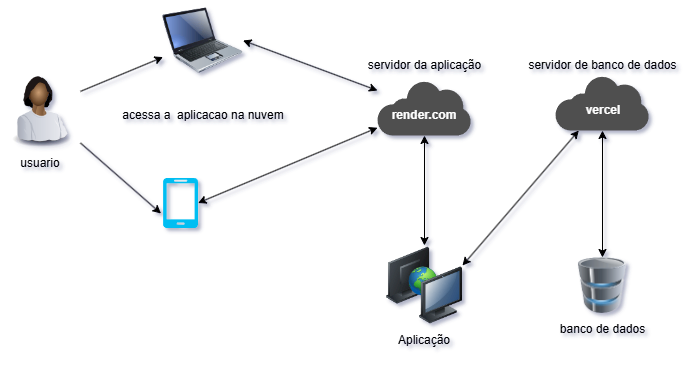 servidor da aplicação
servidor de banco de dados
acessa a aplicacao na nuvem
render.com
vercel
usuario
Aplicação
banco de dados